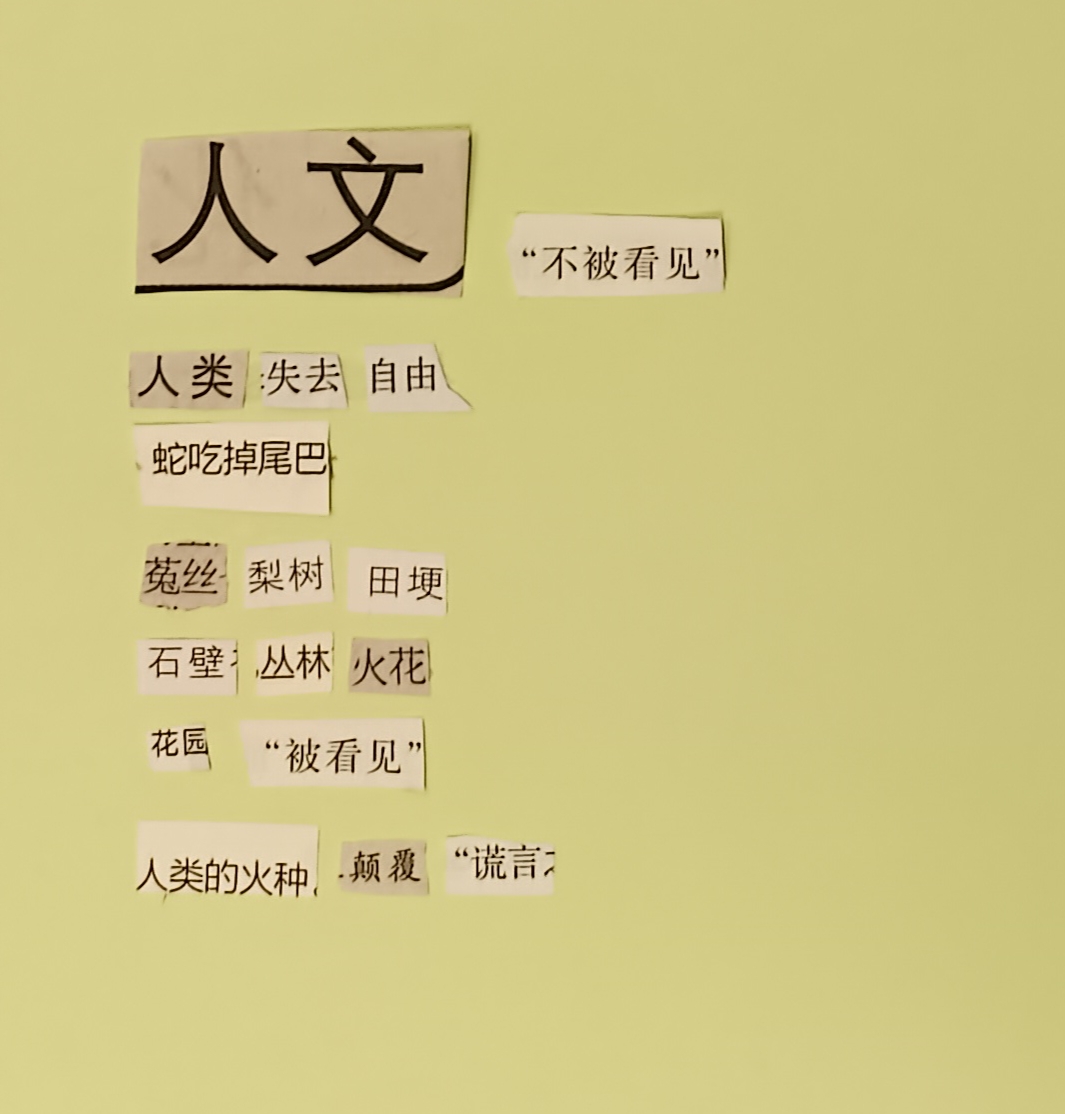 人文 “不被看见”
人类 失去 自由
蛇吃掉尾巴
菟丝 梨树 田埂
石壁 丛林 火花
花园 “被看见”
人类的火种 颠覆 “谎言